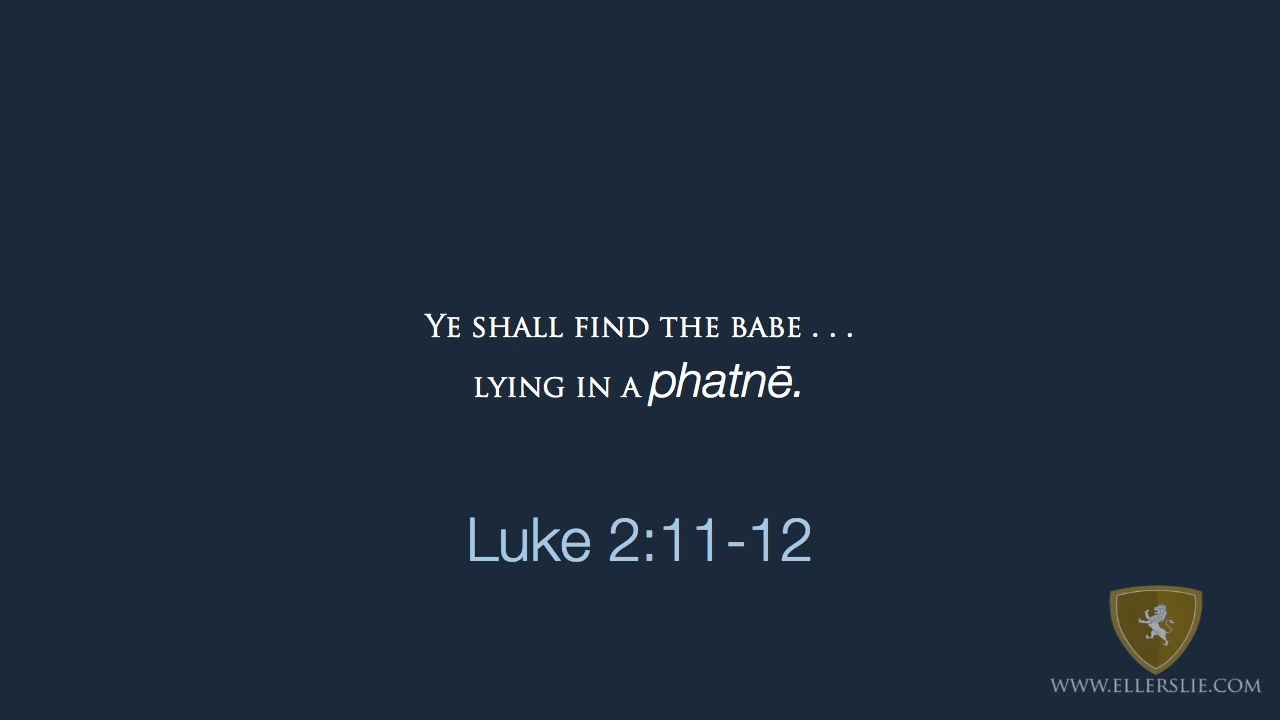 Ye shall find the babe . . .
lying in a phatnē.
Luke 2:11-12
WWW.ELLERSLIE.COM